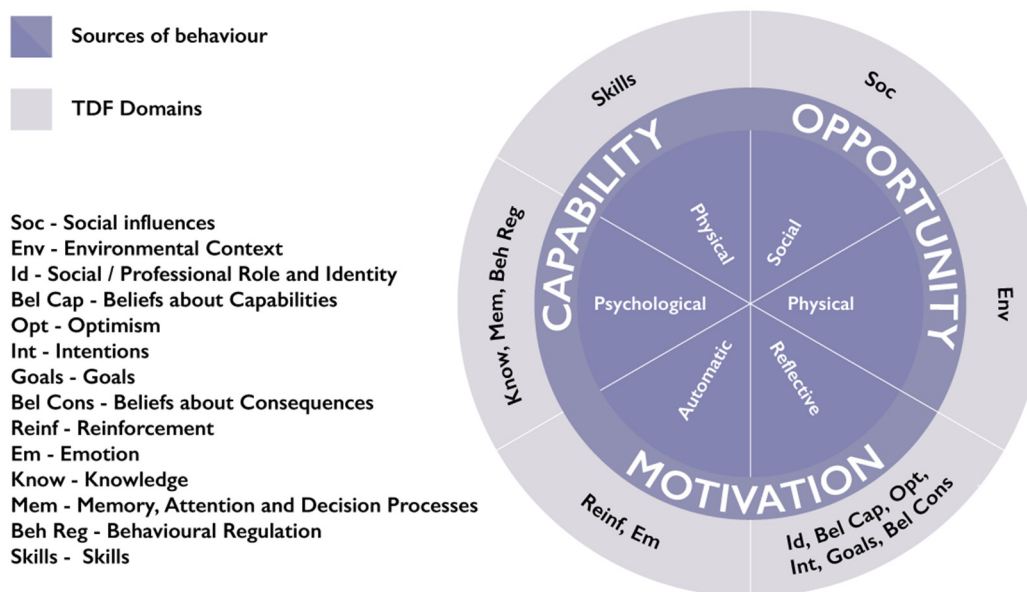 Sources of behaviour
TDF Domains
Soc - Social influences
Env - Environmental Context
Id - Social / Professional Role and Identity
Bel Cap - Beliefs about Capabilities
Opt - Optimism
Int - Intentions
Goals - Goals
Bel Cons - Beliefs about Consequences
Reinf - Reinforcement
Em - Emotion
Know - Knowledge
Mem - Memory, Attention and Decision Processes
Beh Reg - Behavioural Regulation
Skills - Skills
Skills
Soc
Know, Mem, Beh Reg
Env
Reinf, Em
Id, Bel Cap, Opt,
Int, Goals, Bel Cons
CAPABILITY
OPPORTUNITY
MOTIVATION
Physical
Social
Psychological
Physical
Automatic
Reflective